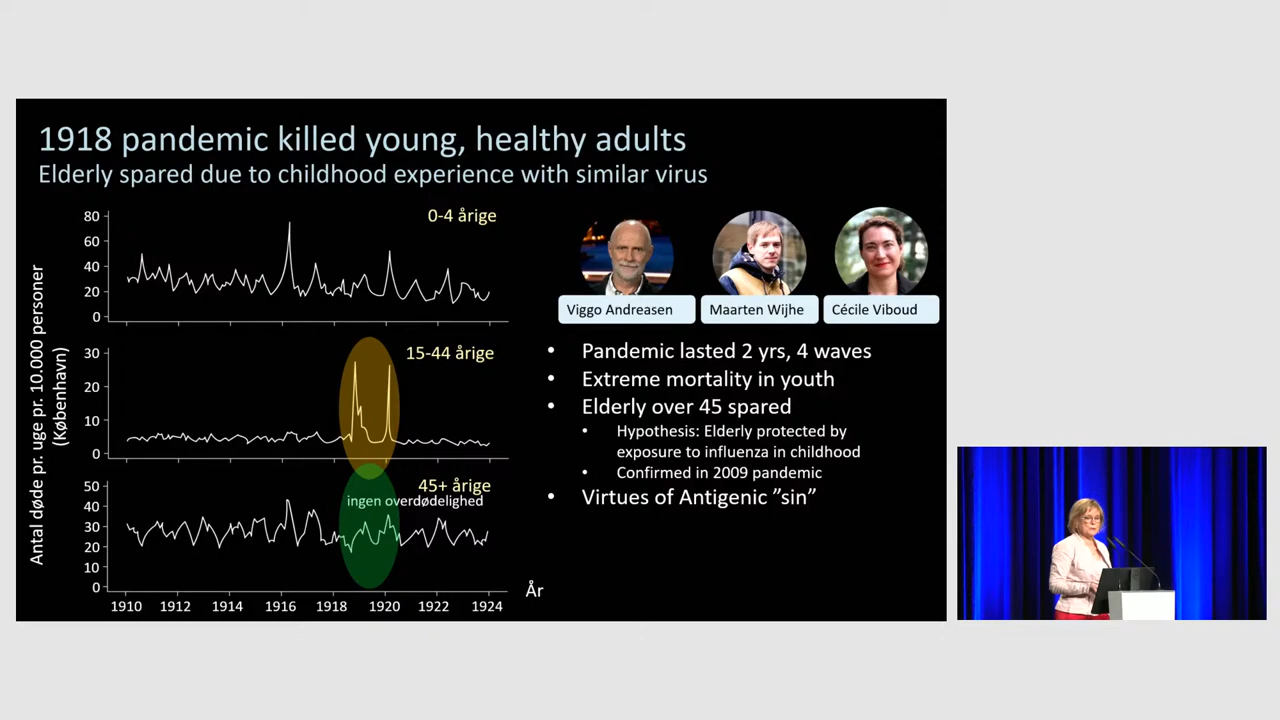 1918 pandemic killed young, healthy adults
Elderly spared due to childhood experience with similar virus
Antal døde pr. uge pr. 10.000 personer
(København)
0-4 årige
80
60
40
20
0
15-44 årige
30
20
10
0
45+ årige
ingen overdødelighed
50
40
30
20
10
0
1910 1912 1914 1916 1918 1920 1922 1924
År
Viggo Andreasen
Maarten Wijhe
Cécile Viboud
• Pandemic lasted 2 yrs, 4 waves
• Extreme mortality in youth
• Elderly over 45 spared
• Hypothesis: Elderly protected by
exposure to influenza in childhood
• Confirmed in 2009 pandemic
• Virtues of Antigenic ”sin”